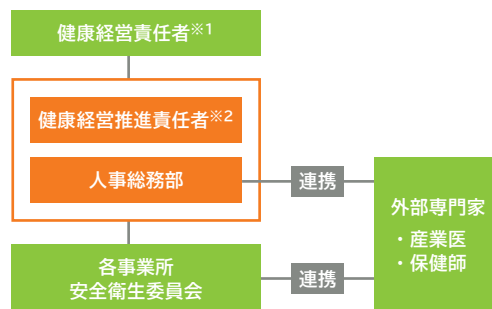 健康経営責任者※1
健康経営推進責任者※2
人事総務部
連携
外部専門家
・産業医
・保健師
各事業所
安全衛生委員会
連携